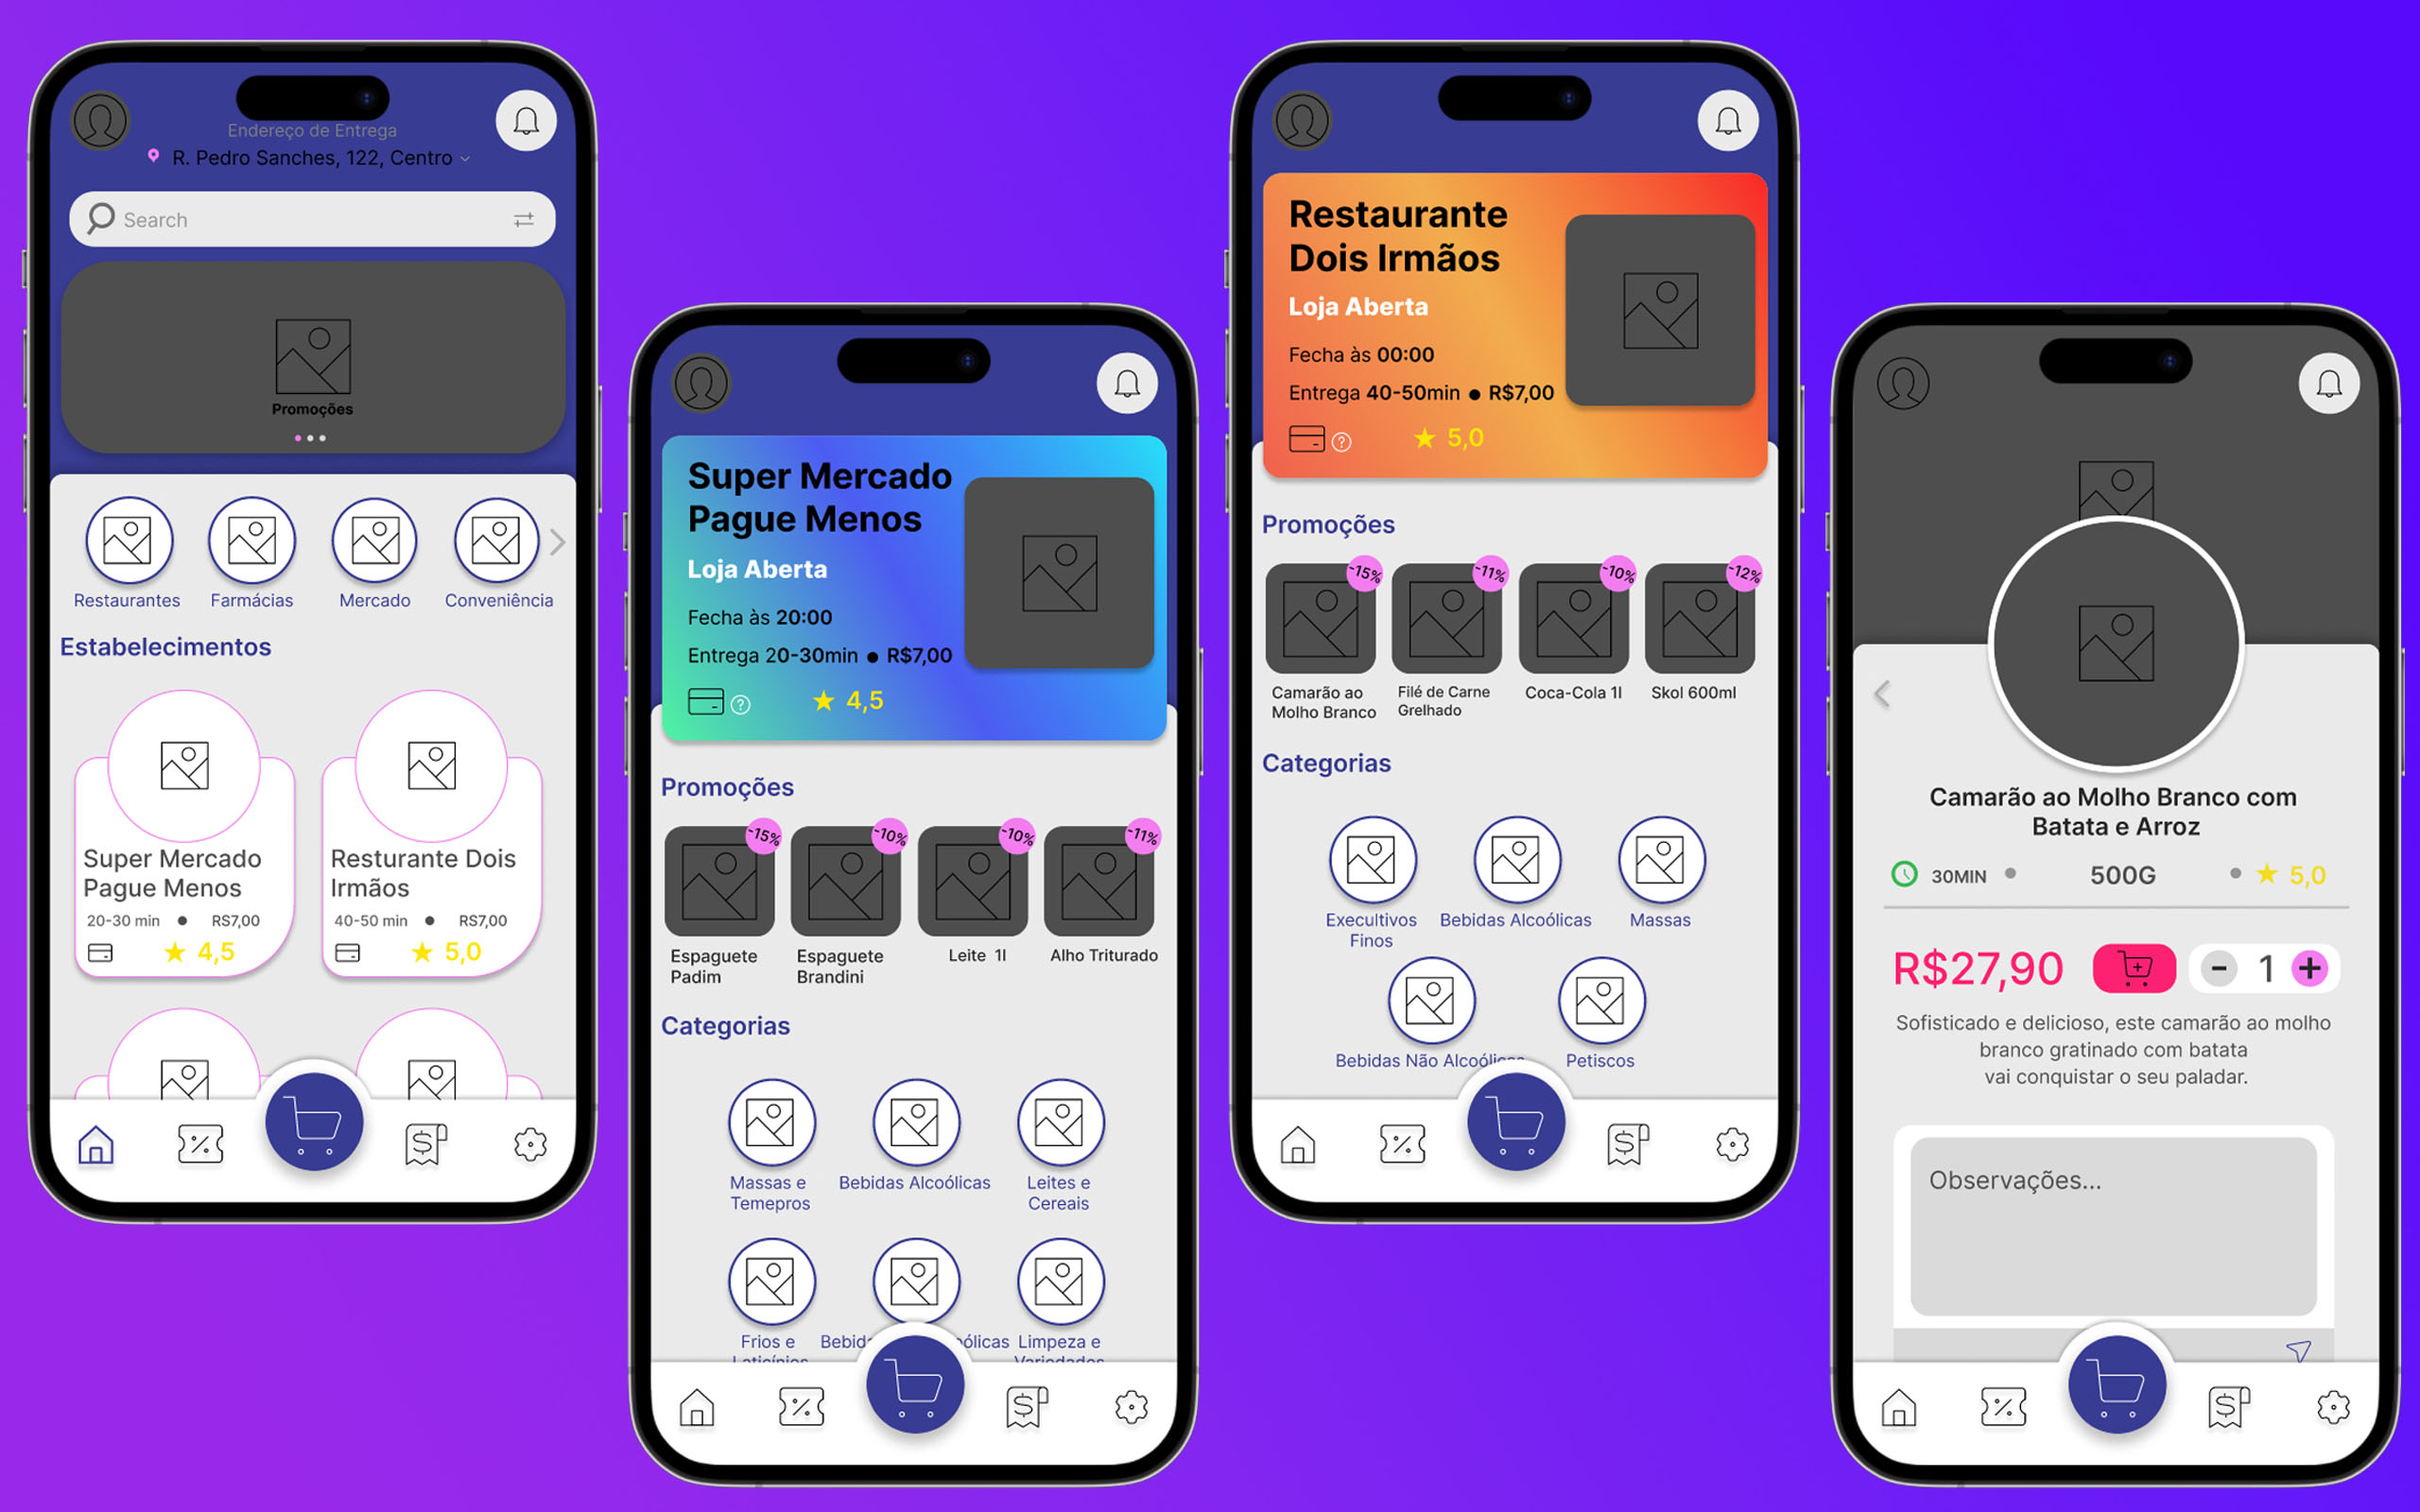 Endereço de Entrega
R. Pedro Sanches, 122, Centro
Search
Promoções
Restaurantes Farmácias Mercado Conveniência
Estabelecimentos
Super Mercado
Pague Menos
20-30 min ● RS7,00
4,5
Resturante Dois
Irmãos
40-50 min ● RS7,00
5,0
Super Mercado
Pague Menos
Loja Aberta
Fecha às 20:00
Entrega 20-30min ● R$7,00
4,5
Promoções
-15% -10% -10% -11%
Espaguete
Padim
Espaguete
Brandini
Leite 1l
Alho Triturado
Categorias
Massas e
Temepros
Bebidas Alcoólicas
Leites e
Cereais
Frios e
Laticínios
Limpeza e
Variedades
Restaurante
Dois Irmãos
Loja Aberta
Fecha às 00:00
Entrega 40-50min ● R$7,00
5,0
Promoções
-15% -11% -10% -12%
Camarão ao
Molho Branco
Filé de Carne
Grelhado
Coca-Cola 1l
Skol 600ml
Categorias
Executivos
Finos
Bebidas Alcoólicas
Massas
Bebidas Não Alcoólicas
Petiscos
Camarão ao Molho Branco com
Batata e Arroz
30MIN ● 500G ● 5,0
R$27,90
- 1 +
Sofisticado e delicioso, este camarão ao molho
branco gratinado com batata
vai conquistar o seu paladar.
Observações...